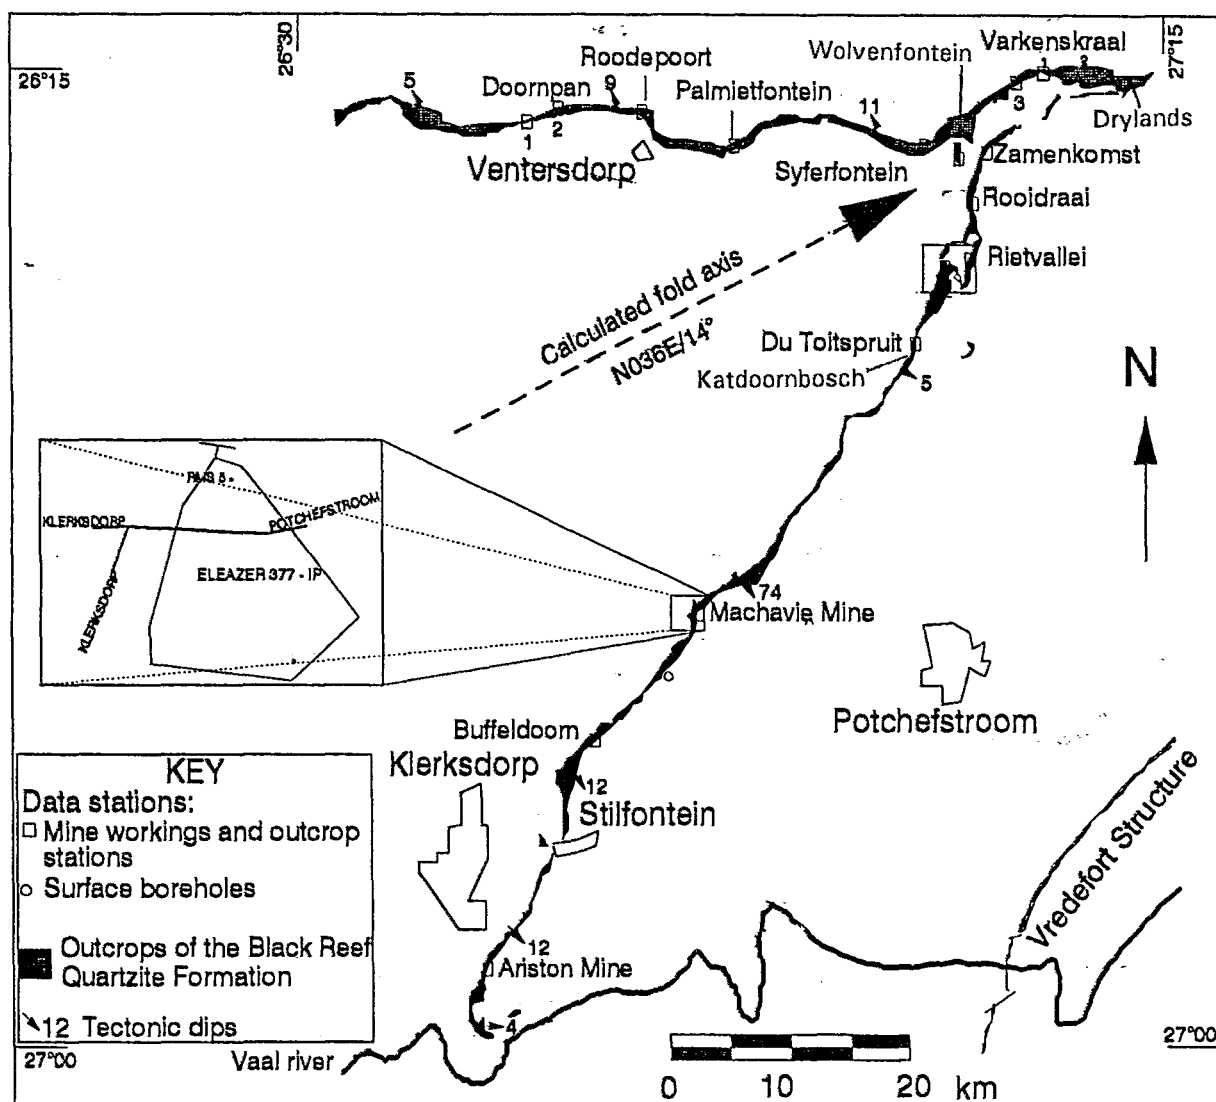 26°30
27°15
26°15
Roodepoort
Wolvenfontein
Varkenskraal
5
Doornpan
9
Palmietfontein
11
1
2
3
Drylands
1
2
Ventersdorp
Syferfontein
Zamenkomst
Rooidraai
Rietvallei
Calculated fold axis
N036E/14°
Du Toitspruit
Katdoornbosch
5
N
RMS 5
KLERKSDORP
POTCHEFSTROOM
ELEAZER 377 - IP
KLERKSDORP
74
Machavie Mine
Potchefstroom
Buffeldoorn
Klerksdorp
12
Stilfontein
Vredefort Structure
KEY
Data stations:
Mine workings and outcrop
stations
Surface boreholes
Outcrops of the Black Reef
Quartzite Formation
12 Tectonic dips
12
Ariston Mine
4
27°00
Vaal river
27°00
0 10 20 km